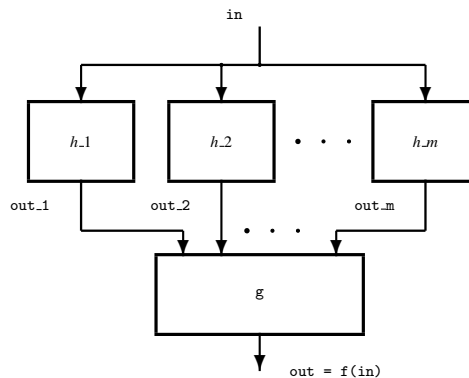 in
h_1
h_2
. . .
h_m
out_1
out_2
. . .
out_m
g
out = f(in)